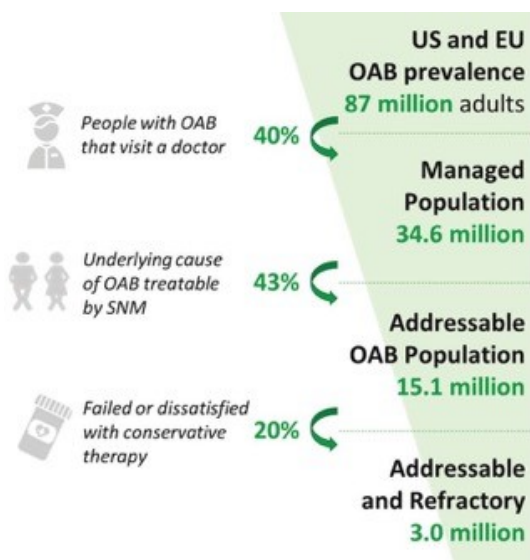 US and EU
OAB prevalence
87 million adults
People with OAB
that visit a doctor
40%
Managed
Population
34.6 million
Underlying cause
of OAB treatable
by SNM
43%
Addressable
OAB Population
15.1 million
Failed or dissatisfied
with conservative
therapy
20%
Addressable
and Refractory
3.0 million